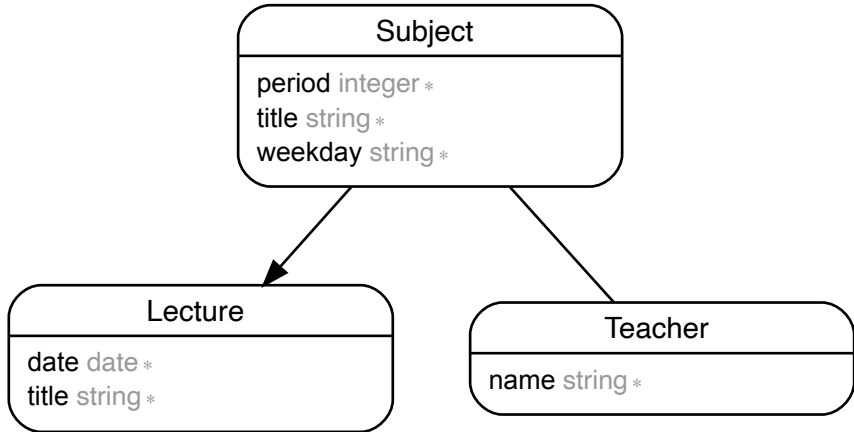 Subject
period integer *
title string *
weekday string *
Lecture
date date *
title string *
Teacher
name string *